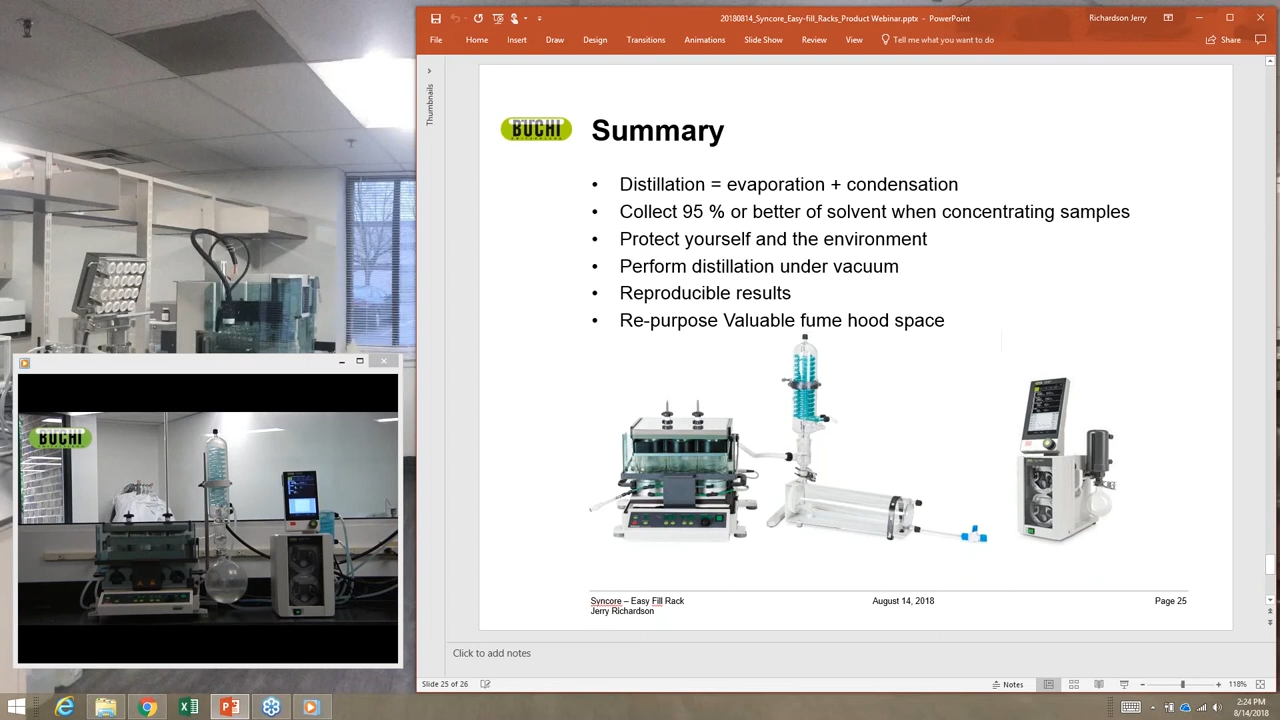 20180814_Syncore_Easy-fill_Racks_Product Webinar.pptx - PowerPoint
Richardson Jerry
File
Home
Insert
Draw
Design
Transitions
Animations
Slide Show
Review
View
Tell me what you want to do
Share
Thumbnails
BUCHI
Summary
• Distillation = evaporation + condensation
• Collect 95 % or better of solvent when concentrating samples
• Protect yourself and the environment
• Perform distillation under vacuum
• Reproducible results
• Re-purpose Valuable fume hood space
BUCHI
Syncore – Easy Fill Rack
August 14, 2018
Page 25
Jerry Richardson
Click to add notes
Slide 25 of 26
Notes
118%
2:24 PM
8/14/2018